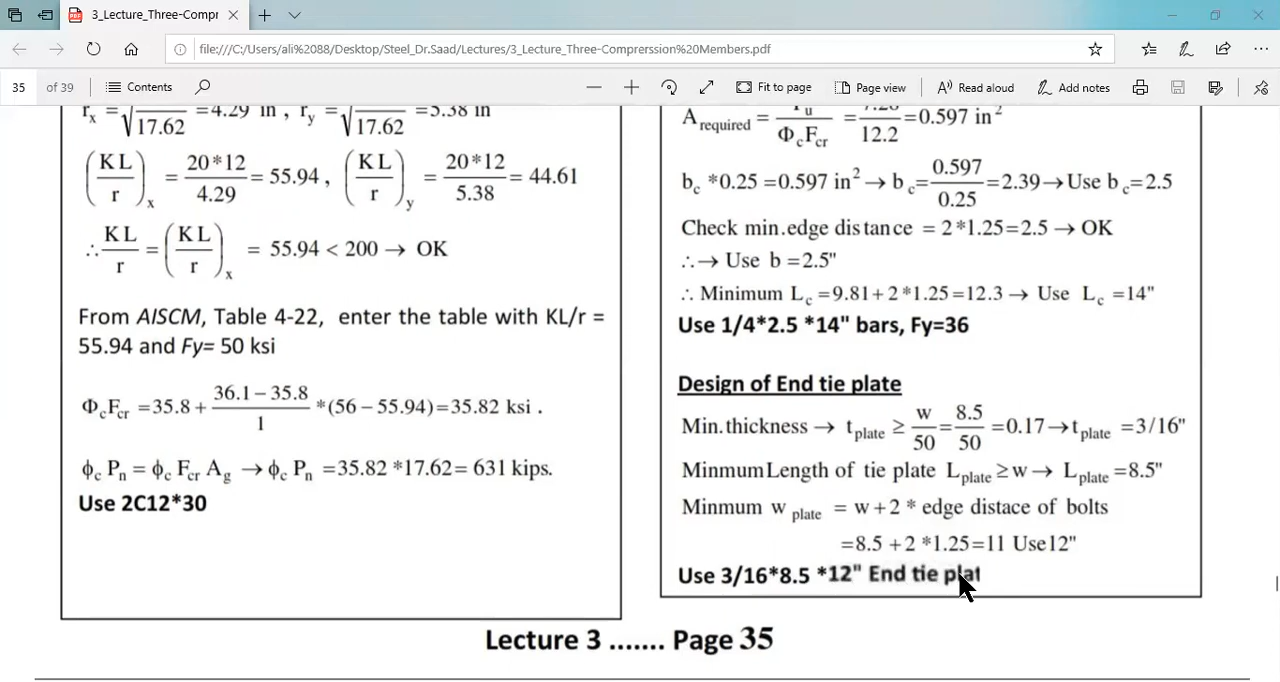 3_Lecture_Three-Compr
file:///C:/Users/ali%2088/Desktop/Steel_Dr.Saad/Lectures/3_Lecture_Three-Comprerssion%20Members.pdf
35 of 39 Contents Fit to page Page view Read aloud Add notes
r_x = √17.62 =4.29 in , r_y = √17.62 =5.38 in
(KL/r)_x = 20*12/4.29 = 55.94 , (KL/r)_y = 20*12/5.38 = 44.61
∴ KL/r = (KL/r)_x = 55.94 < 200 → OK
From AISCM, Table 4-22, enter the table with KL/r =
55.94 and Fy= 50 ksi
Φ_cF_cr =35.8+ 36.1−35.8/1 *(56−55.94)=35.82 ksi .
ϕ_c P_n = ϕ_c F_cr A_g → ϕ_c P_n =35.82 *17.62= 631 kips.
Use 2C12*30
A_required = P_u/Φ_cF_cr = 7.28/12.2 =0.597 in²
b_c *0.25 =0.597 in² → b_c= 0.597/0.25 =2.39→Use b_c=2.5
Check min.edge distance = 2*1.25=2.5 → OK
∴→ Use b =2.5"
∴ Minimum L_c =9.81+2*1.25=12.3 → Use L_c =14"
Use 1/4*2.5 *14" bars, Fy=36
Design of End tie plate
Min.thickness → t_plate ≥ w/50 = 8.5/50 =0.17→t_plate =3/16"
MinmumLength of tie plate L_plate ≥w→ L_plate =8.5"
Minmum w_plate = w+2 * edge distace of bolts
=8.5 +2 *1.25=11 Use12"
Use 3/16*8.5 *12" End tie plat
Lecture 3 ....... Page 35